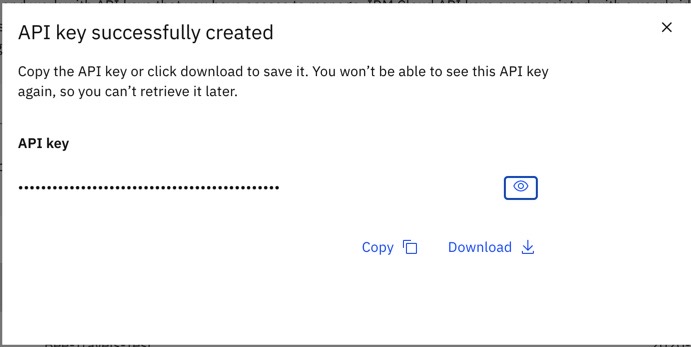 API key successfully created
Copy the API key or click download to save it. You won’t be able to see this API key
again, so you can’t retrieve it later.
API key
••••••••••••••••••••••••••••••••••••••••••••
Copy
Download